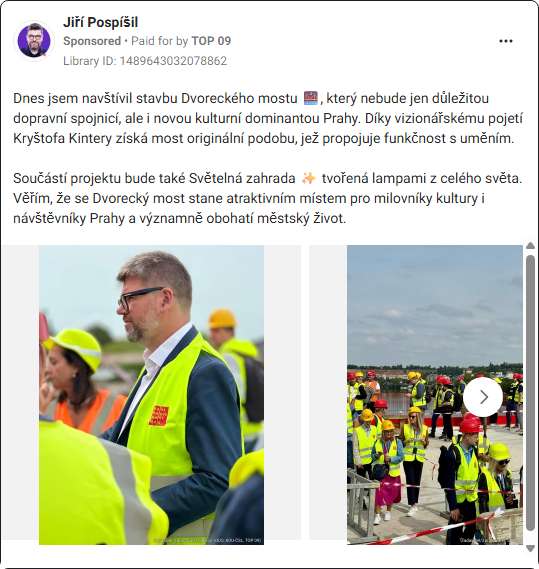 Jiří Pospíšil
Sponsored • Paid for by TOP 09
Library ID: 1489643032078862
Dnes jsem navštívil stavbu Dvoreckého mostu 🌉, který nebude jen důležitou
dopravní spojnicí, ale i novou kulturní dominantou Prahy. Díky vizionářskému pojetí
Kryštofa Kintery získá most originální podobu, jež propojuje funkčnost s uměním.
Součástí projektu bude také Světelná zahrada ✨ tvořená lampami z celého světa.
Věřím, že se Dvorecký most stane atraktivním místem pro milovníky kultury i
návštěvníky Prahy a významně obohatí městský život.